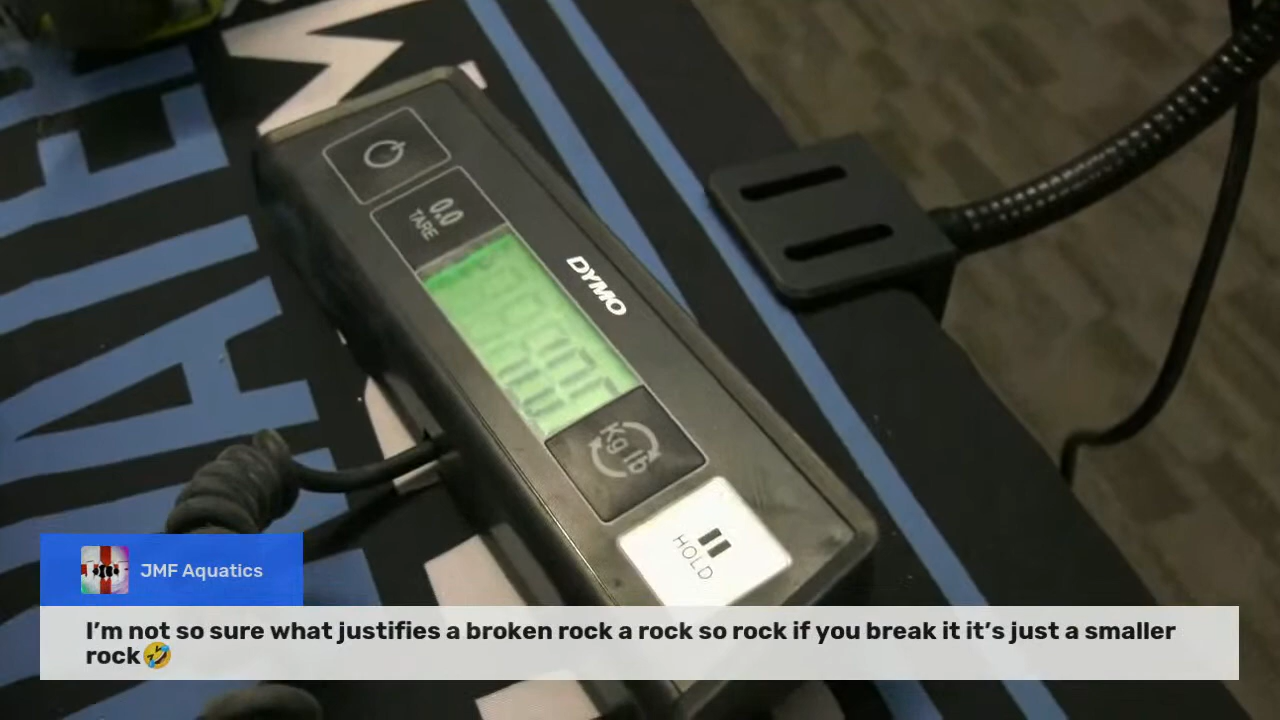 0.0
TARE
DYMO
Kg lb
HOLD
JMF Aquatics
I’m not so sure what justifies a broken rock a rock so rock if you break it it’s just a smaller
rock🤣